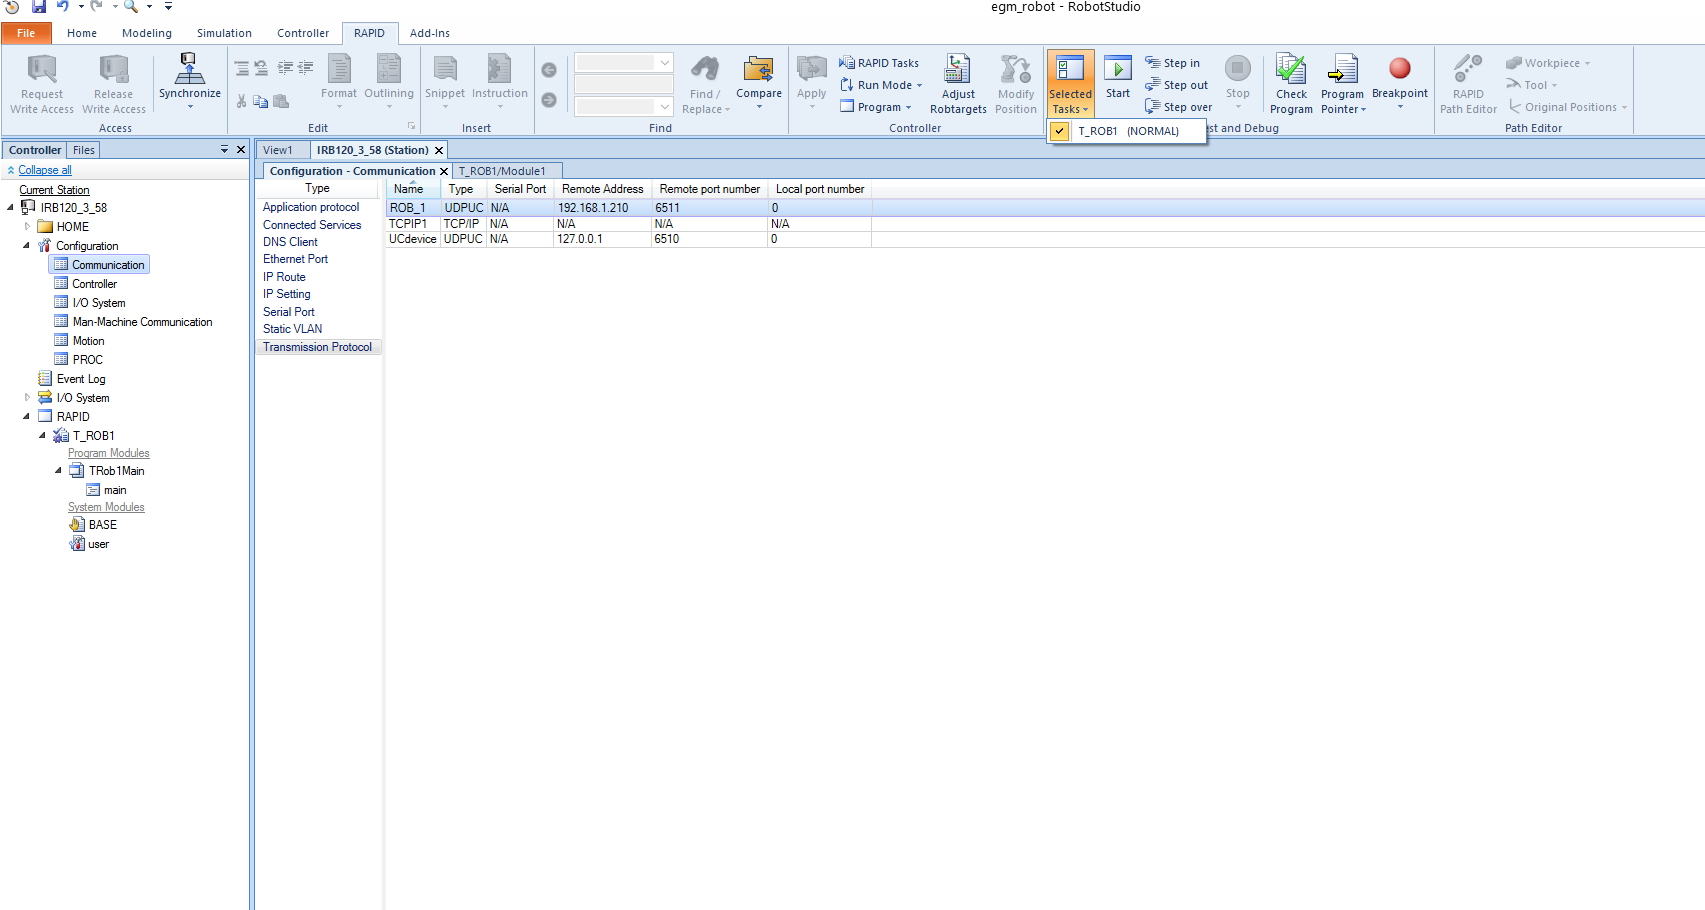 egm_robot - RobotStudio
File Home Modeling Simulation Controller RAPID Add-Ins
Request Write Access
Release Write Access
Synchronize
Access
Format
Outlining
Edit
Snippet
Instruction
Insert
Find / Replace
Compare
Find
Apply
RAPID Tasks
Run Mode
Program
Adjust Robtargets
Modify Position
Controller
Selected Tasks
Start
Step in
Step out
Step over
Stop
Check Program
Program Pointer
Breakpoint
st and Debug
T_ROB1 (NORMAL)
RAPID Path Editor
Workpiece
Tool
Original Positions
Path Editor
Controller Files
Collapse all
Current Station
IRB120_3_58
HOME
Configuration
Communication
Controller
I/O System
Man-Machine Communication
Motion
PROC
Event Log
I/O System
RAPID
T_ROB1
Program Modules
TRob1Main
main
System Modules
BASE
user
View1 IRB120_3_58 (Station)
Configuration - Communication T_ROB1/Module1
Type
Application protocol
Connected Services
DNS Client
Ethernet Port
IP Route
IP Setting
Serial Port
Static VLAN
Transmission Protocol
Name Type Serial Port Remote Address Remote port number Local port number
ROB_1 UDPUC N/A 192.168.1.210 6511 0
TCPIP1 TCP/IP N/A N/A N/A N/A
UCdevice UDPUC N/A 127.0.0.1 6510 0